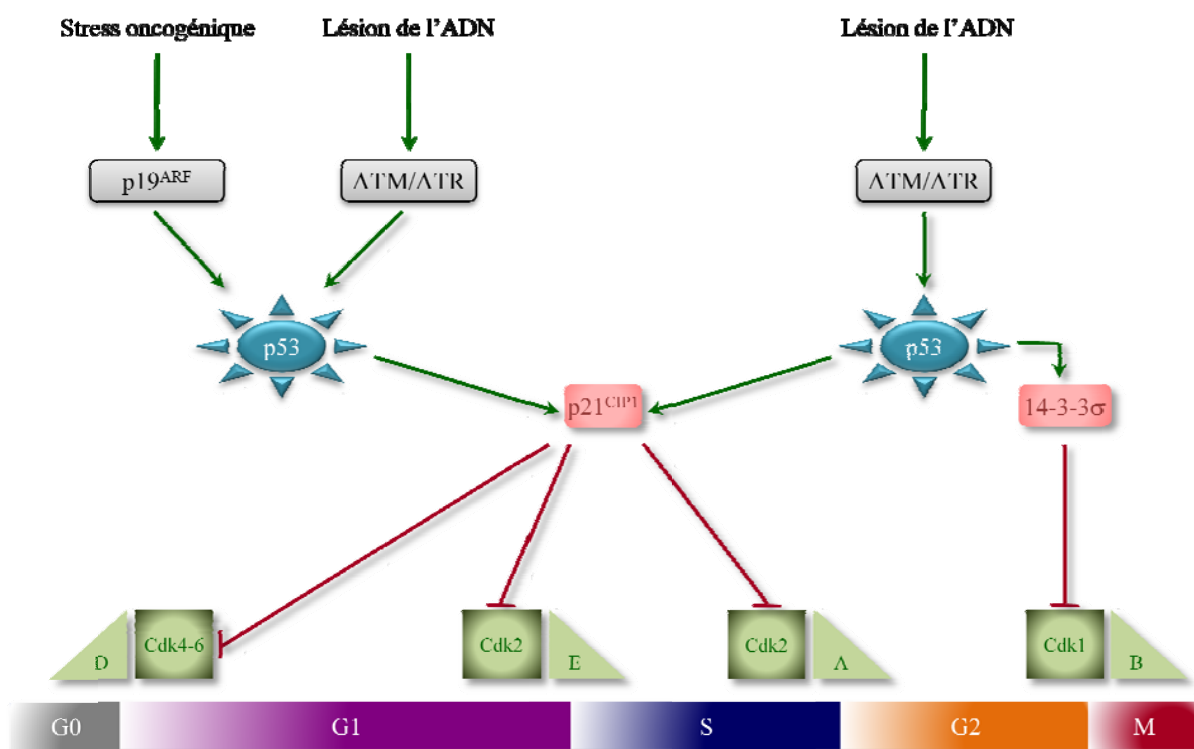 Stress oncogénique
Lésion de l'ADN
Lésion de l'ADN
p19ARF
ATM/ATR
ATM/ATR
p53
p53
p21CIP1
14-3-3σ
D
Cdk4-6
Cdk2
E
Cdk2
A
Cdk1
B
G0
G1
S
G2
M